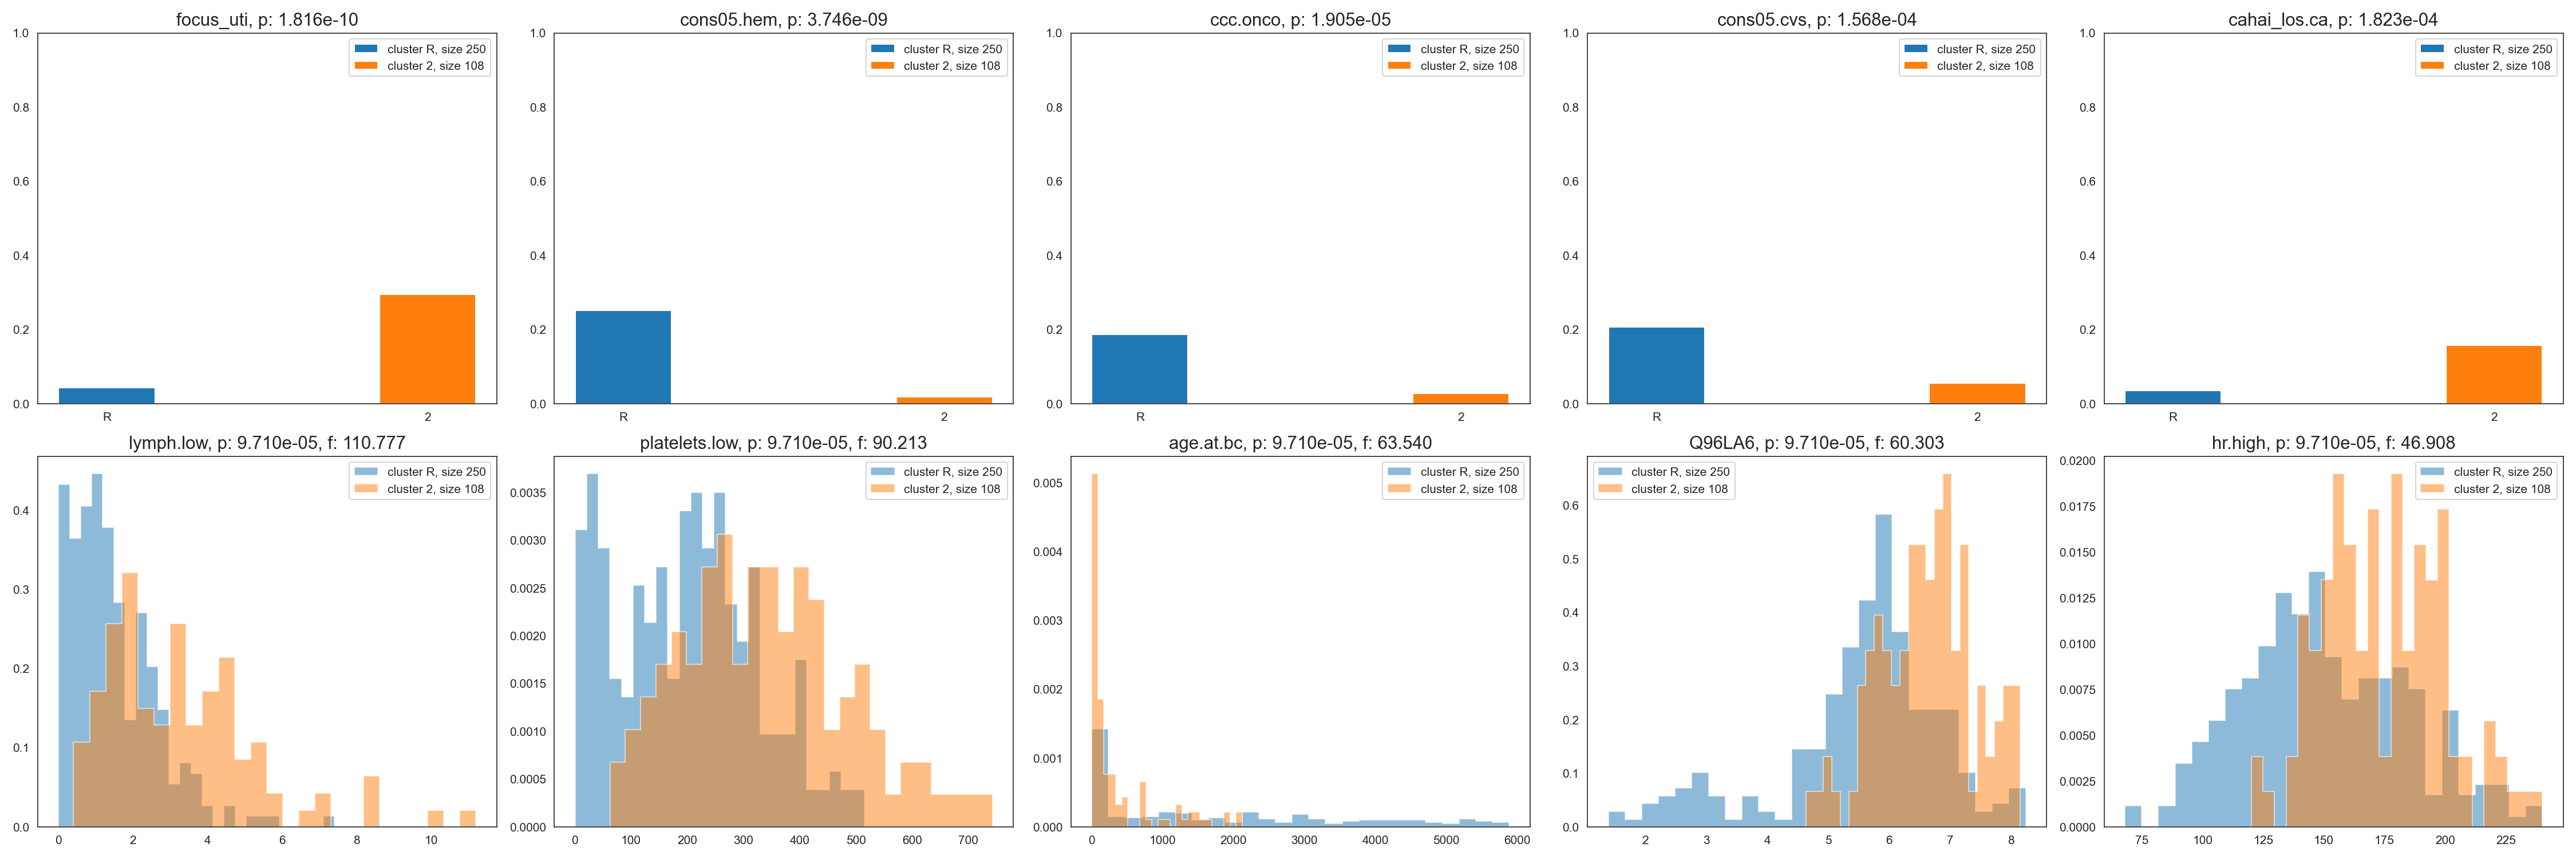 focus_uti, p: 1.816e-10
1.0
0.8
0.6
0.4
0.2
0.0
R
2
cluster R, size 250
cluster 2, size 108
cons05.hem, p: 3.746e-09
1.0
0.8
0.6
0.4
0.2
0.0
R
2
cluster R, size 250
cluster 2, size 108
ccc.onco, p: 1.905e-05
1.0
0.8
0.6
0.4
0.2
0.0
R
2
cluster R, size 250
cluster 2, size 108
cons05.cvs, p: 1.568e-04
1.0
0.8
0.6
0.4
0.2
0.0
R
2
cluster R, size 250
cluster 2, size 108
cahai_los.ca, p: 1.823e-04
1.0
0.8
0.6
0.4
0.2
0.0
R
2
cluster R, size 250
cluster 2, size 108
lymph.low, p: 9.710e-05, f: 110.777
0.4
0.3
0.2
0.1
0.0
0 2 4 6 8 10
cluster R, size 250
cluster 2, size 108
platelets.low, p: 9.710e-05, f: 90.213
0.0035
0.0030
0.0025
0.0020
0.0015
0.0010
0.0005
0.0000
0 100 200 300 400 500 600 700
cluster R, size 250
cluster 2, size 108
age.at.bc, p: 9.710e-05, f: 63.540
0.005
0.004
0.003
0.002
0.001
0.000
0 1000 2000 3000 4000 5000 6000
cluster R, size 250
cluster 2, size 108
Q96LA6, p: 9.710e-05, f: 60.303
0.6
0.5
0.4
0.3
0.2
0.1
0.0
2 3 4 5 6 7 8
cluster R, size 250
cluster 2, size 108
hr.high, p: 9.710e-05, f: 46.908
0.0200
0.0175
0.0150
0.0125
0.0100
0.0075
0.0050
0.0025
0.0000
75 100 125 150 175 200 225
cluster R, size 250
cluster 2, size 108